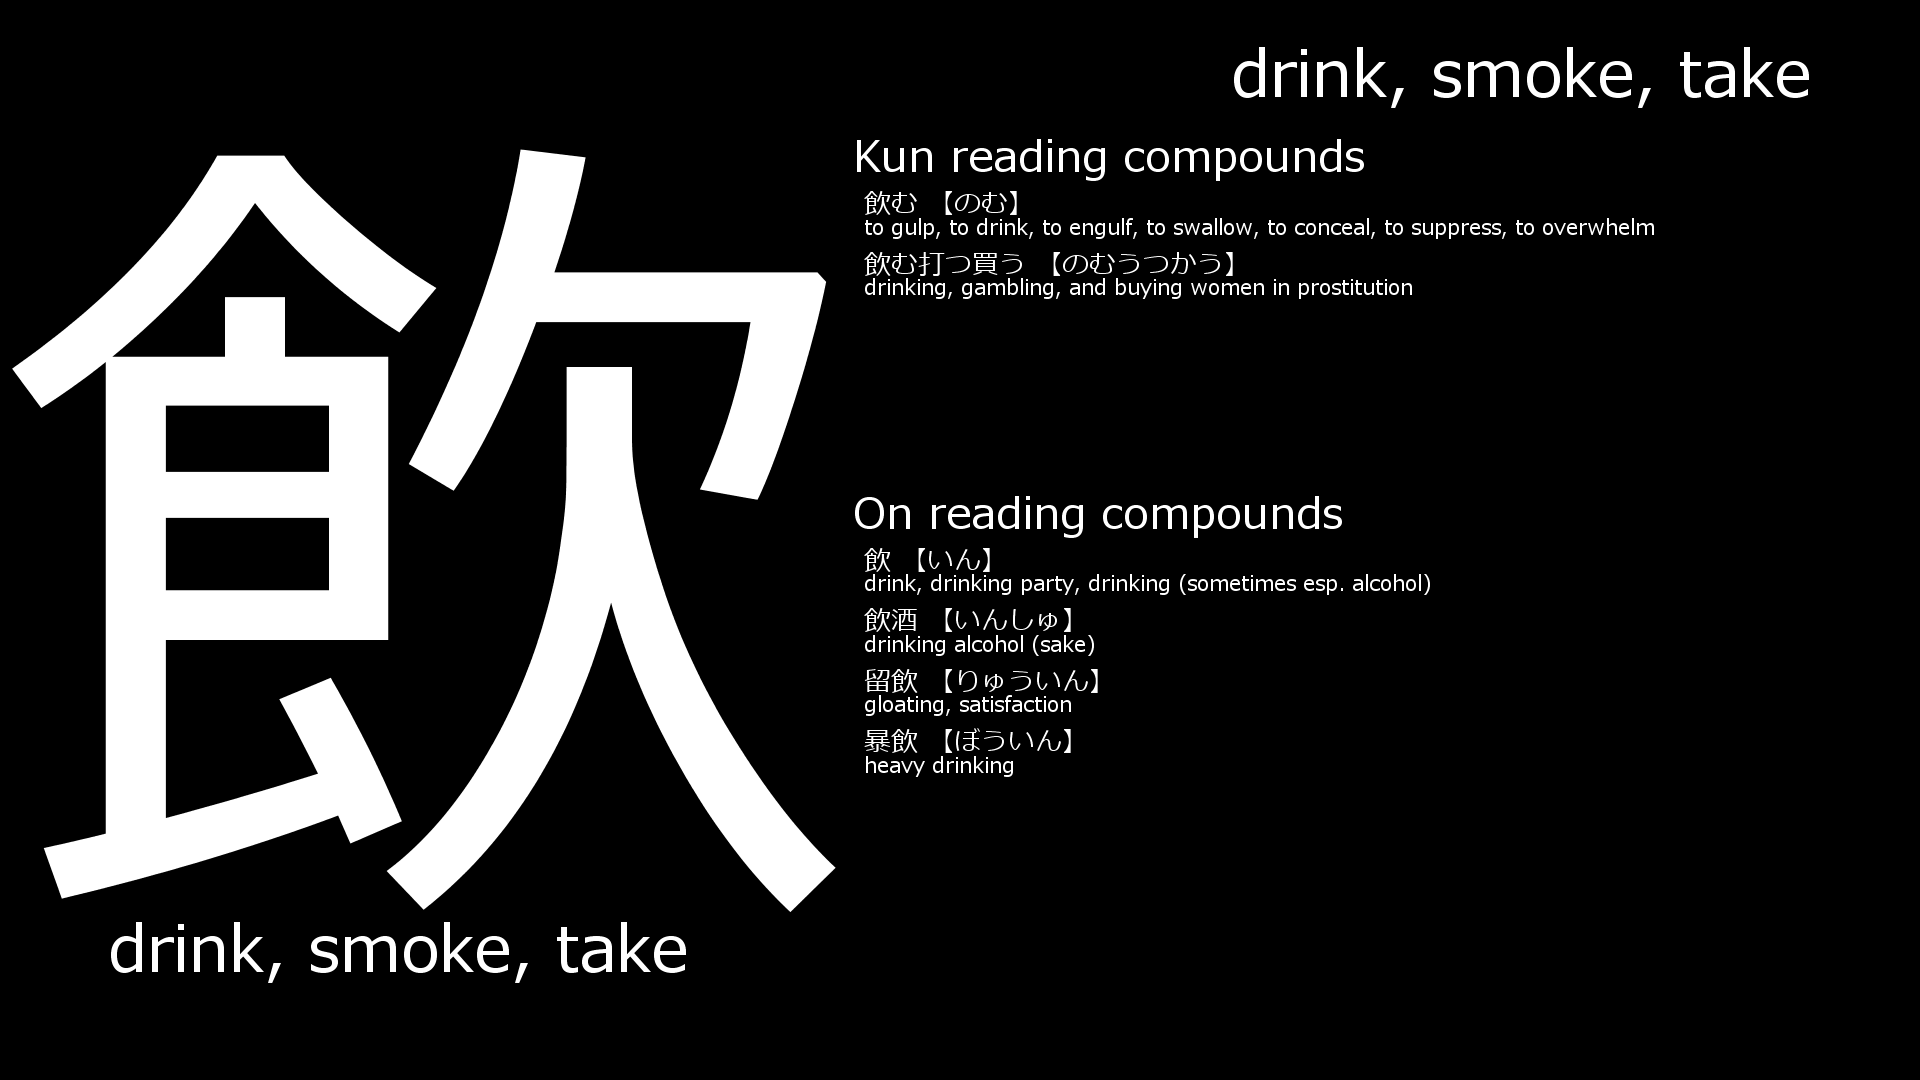 drink, smoke, take
飲
Kun reading compounds
飲む 【のむ】
to gulp, to drink, to engulf, to swallow, to conceal, to suppress, to overwhelm
飲む打つ買う 【のむうつかう】
drinking, gambling, and buying women in prostitution
On reading compounds
飲 【いん】
drink, drinking party, drinking (sometimes esp. alcohol)
飲酒 【いんしゅ】
drinking alcohol (sake)
留飲 【りゅういん】
gloating, satisfaction
暴飲 【ぼういん】
heavy drinking
drink, smoke, take